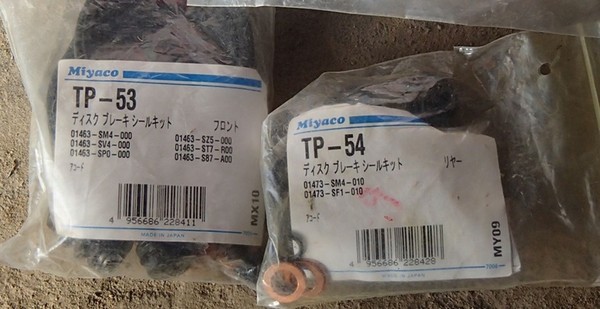 Miyaco
TP-53
ディスク ブレーキ シールキット フロント
01463-SM4-000
01463-SV4-000 01463-SZ5-000
01463-SP0-000 01463-ST7-R00
01463-S87-A00
アコード
4 956686 228411
MX10
MADE IN JAPAN
Miyaco
TP-54
ディスク ブレーキ シールキット リヤー
01473-SM4-010
01473-SF1-010
アコード
4 956686 228428
MY09
MADE IN JAPAN